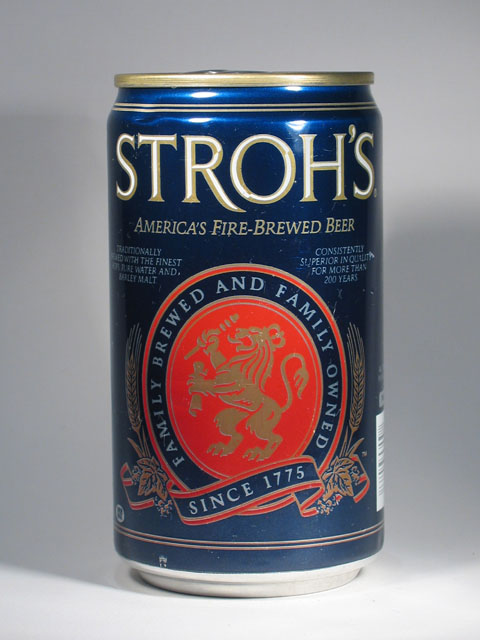 STROH'S
AMERICA'S FIRE-BREWED BEER
TRADITIONALLY
WITH THE FINEST
PURE WATER AND
BARLEY MALT
CONSISTENTLY
SUPERIOR IN QUALITY
FOR MORE THAN
200 YEARS
FAMILY BREWED AND FAMILY OWNED
SINCE 1775